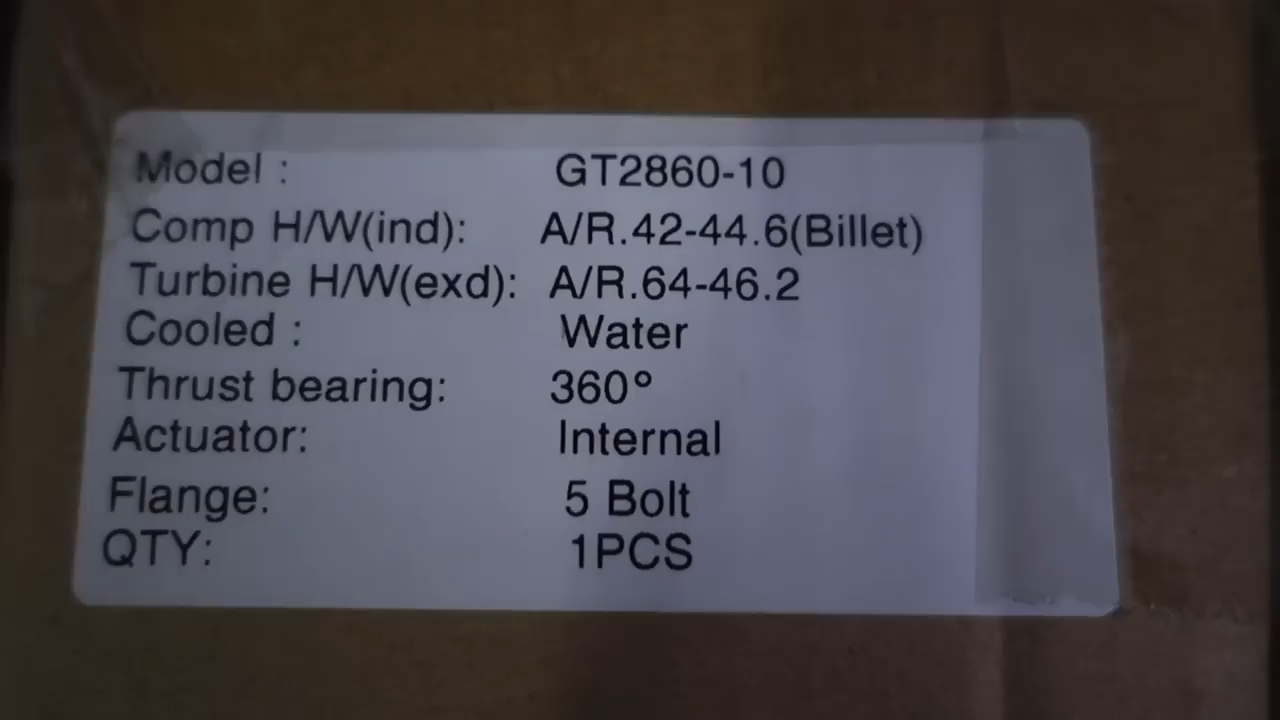 Model : GT2860-10
Comp H/W(ind): A/R.42-44.6(Billet)
Turbine H/W(exd): A/R.64-46.2
Cooled : Water
Thrust bearing: 360°
Actuator: Internal
Flange: 5 Bolt
QTY: 1PCS